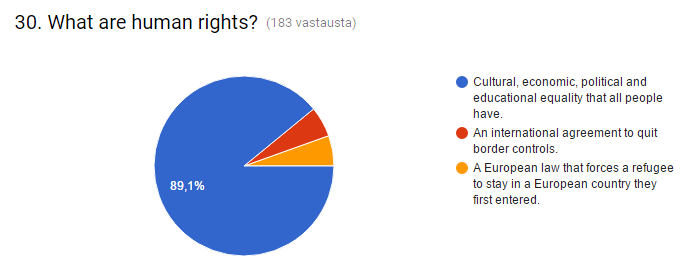 30. What are human rights? (183 vastausta)
89,1%
Cultural, economic, political and
educational equality that all people
have.
An international agreement to quit
border controls.
A European law that forces a refugee
to stay in a European country they
first entered.